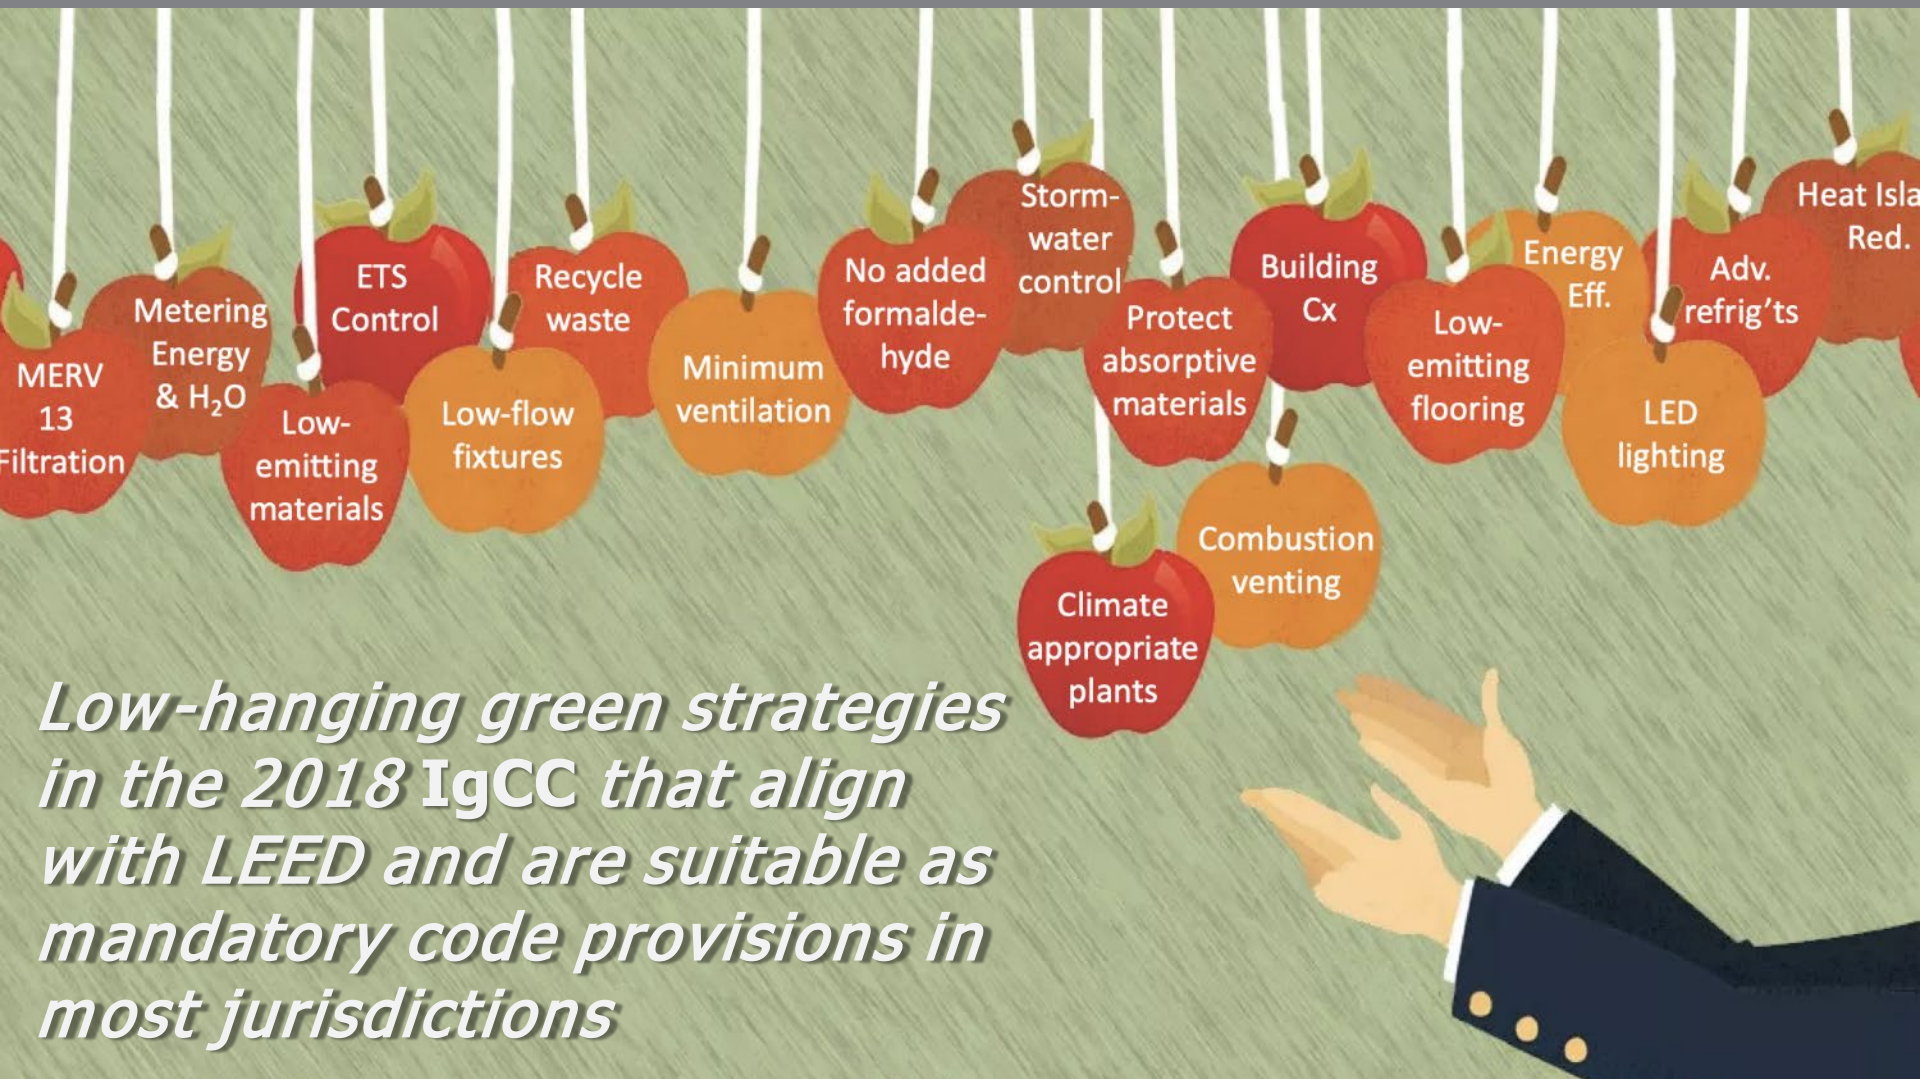 MERV
13
Filtration
Metering
Energy
& H₂O
Low-
emitting
materials
ETS
Control
Low-flow
fixtures
Recycle
waste
Minimum
ventilation
No added
formalde-
hyde
Storm-
water
control
Climate
appropriate
plants
Protect
absorptive
materials
Combustion
venting
Building
Cx
Low-
emitting
flooring
Energy
Eff.
LED
lighting
Adv.
refrig'ts
Heat Isla
Red.
Low-hanging green strategies
in the 2018 IgCC that align
with LEED and are suitable as
mandatory code provisions in
most jurisdictions